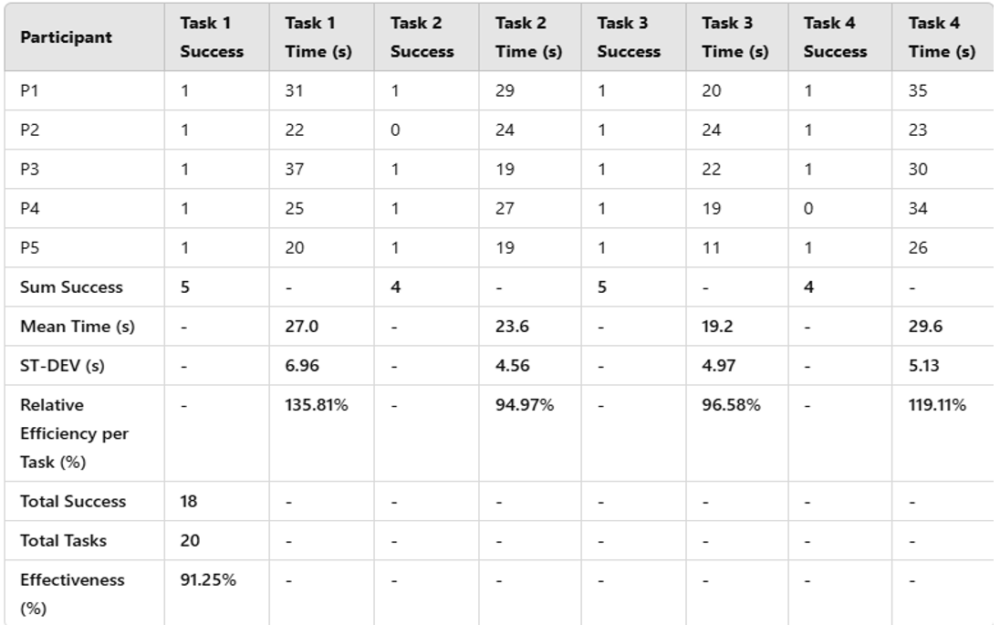 Participant | Task 1 Success | Task 1 Time (s) | Task 2 Success | Task 2 Time (s) | Task 3 Success | Task 3 Time (s) | Task 4 Success | Task 4 Time (s)
P1 | 1 | 31 | 1 | 29 | 1 | 20 | 1 | 35
P2 | 1 | 22 | 0 | 24 | 1 | 24 | 1 | 23
P3 | 1 | 37 | 1 | 19 | 1 | 22 | 1 | 30
P4 | 1 | 25 | 1 | 27 | 1 | 19 | 0 | 34
P5 | 1 | 20 | 1 | 19 | 1 | 11 | 1 | 26
Sum Success | 5 | - | 4 | - | 5 | - | 4 | -
Mean Time (s) | - | 27.0 | - | 23.6 | - | 19.2 | - | 29.6
ST-DEV (s) | - | 6.96 | - | 4.56 | - | 4.97 | - | 5.13
Relative Efficiency per Task (%) | - | 135.81% | - | 94.97% | - | 96.58% | - | 119.11%
Total Success | 18 | - | - | - | - | - | - | -
Total Tasks | 20 | - | - | - | - | - | - | -
Effectiveness (%) | 91.25% | - | - | - | - | - | - | -